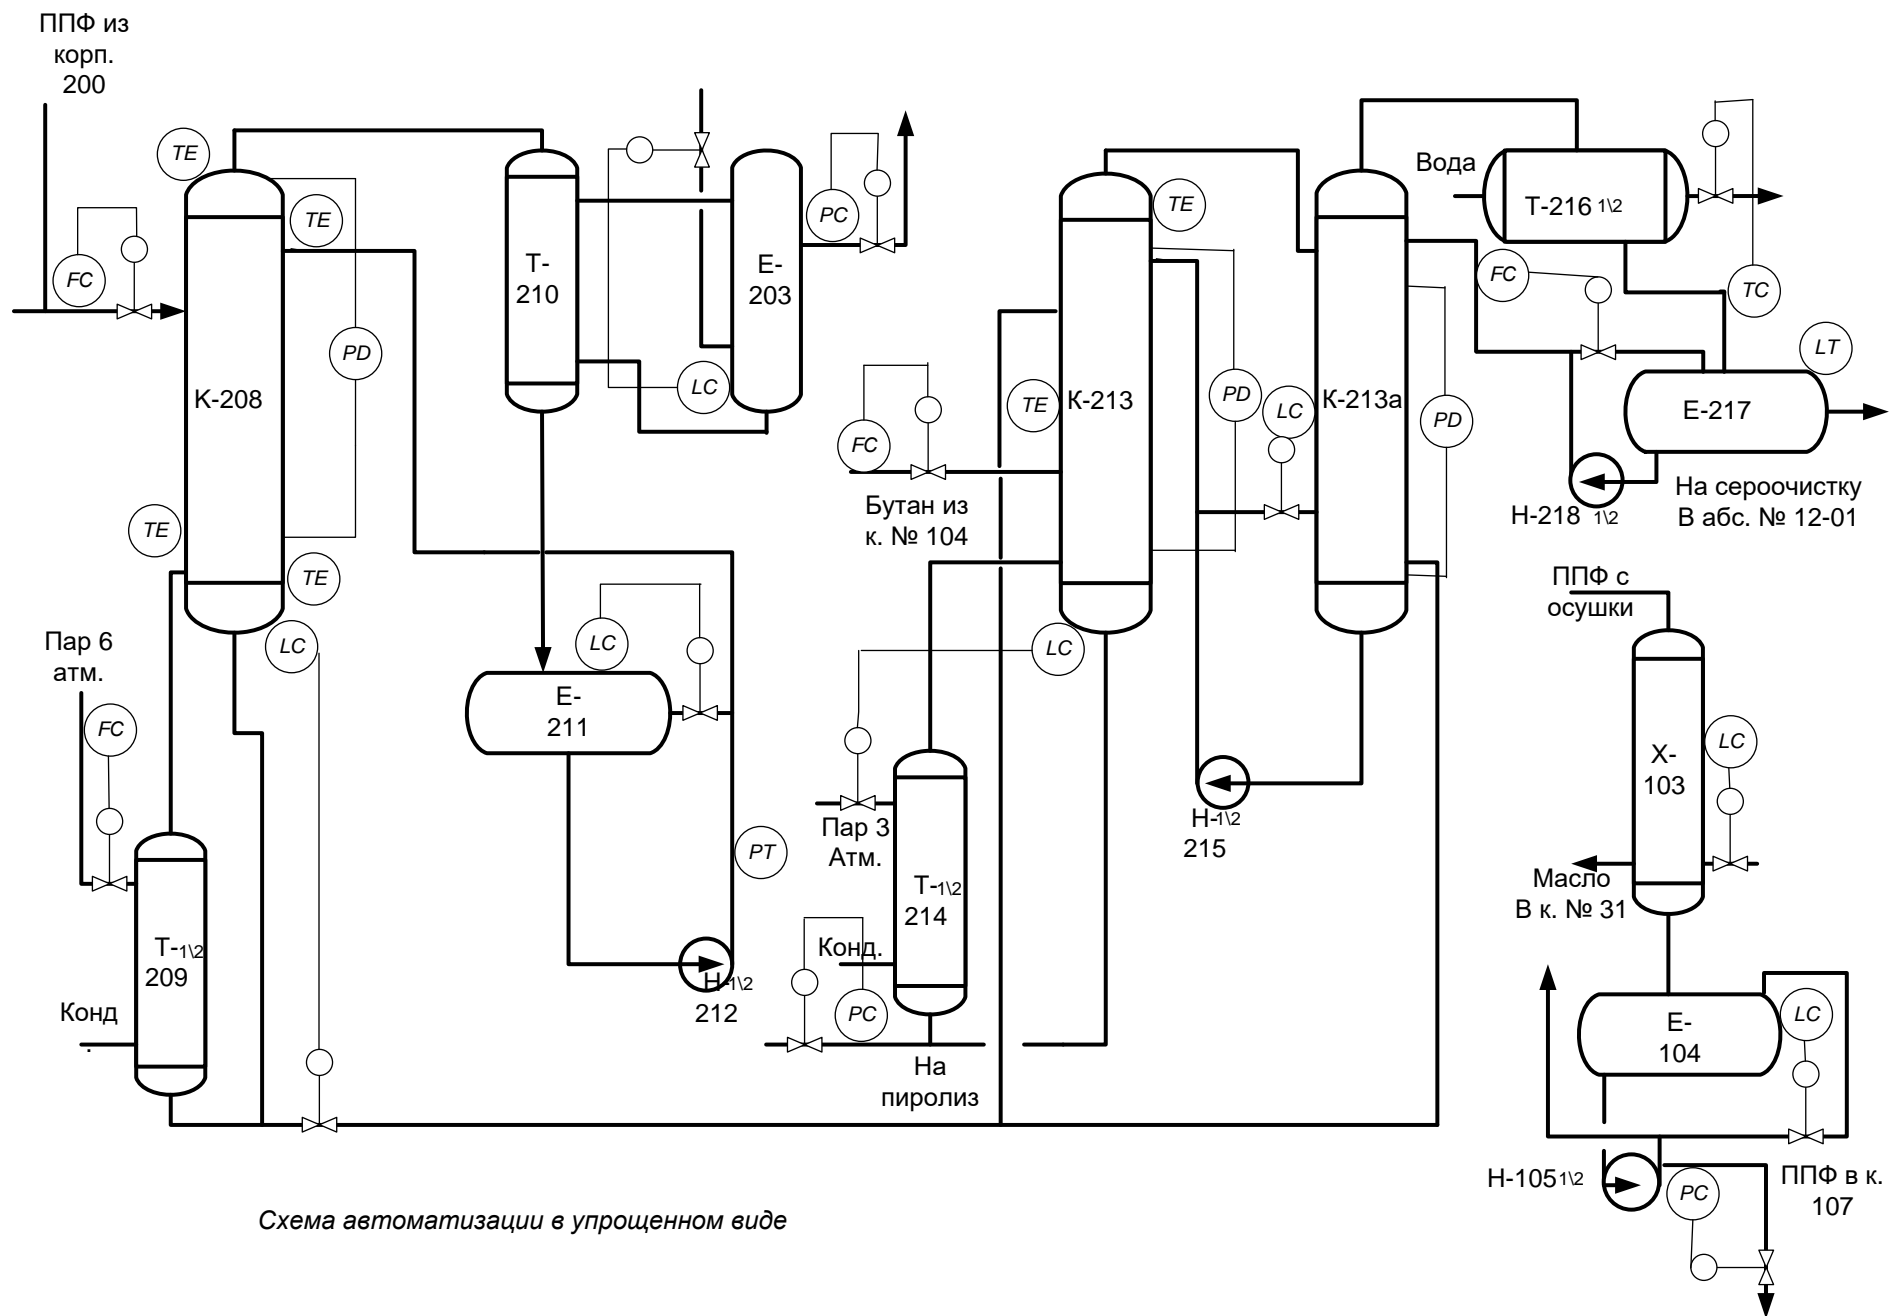 ППФ из
корп.
200
TE
TE
FC
К-208
PD
TE
TE
LC
Пар 6
атм.
FC
Т-1\2
209
Конд
.
Т-
210
Е-
203
PC
LC
LC
Е-
211
PT
Н-1\2
212
TE
TE
К-213
PD
FC
Бутан из
к. № 104
LC
К-213а
PD
LC
Пар 3
Атм.
Т-1\2
214
Конд.
PC
На
пиролиз
Н-1\2
215
Вода
Т-216 1\2
FC
TC
LT
Е-217
Н-218 1\2
На сероочистку
В абс. № 12-01
ППФ с
осушки
Х-
103
LC
Масло
В к. № 31
Е-
104
LC
Н-105 1\2
PC
ППФ в к.
107
Схема автоматизации в упрощенном виде